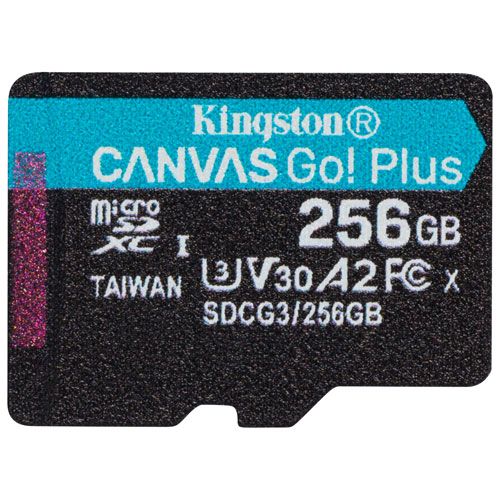 Kingston®
CANVAS Go! Plus
micro SD XC I
256GB
TAIWAN
U3 V30 A2 FC X
SDCG3/256GB